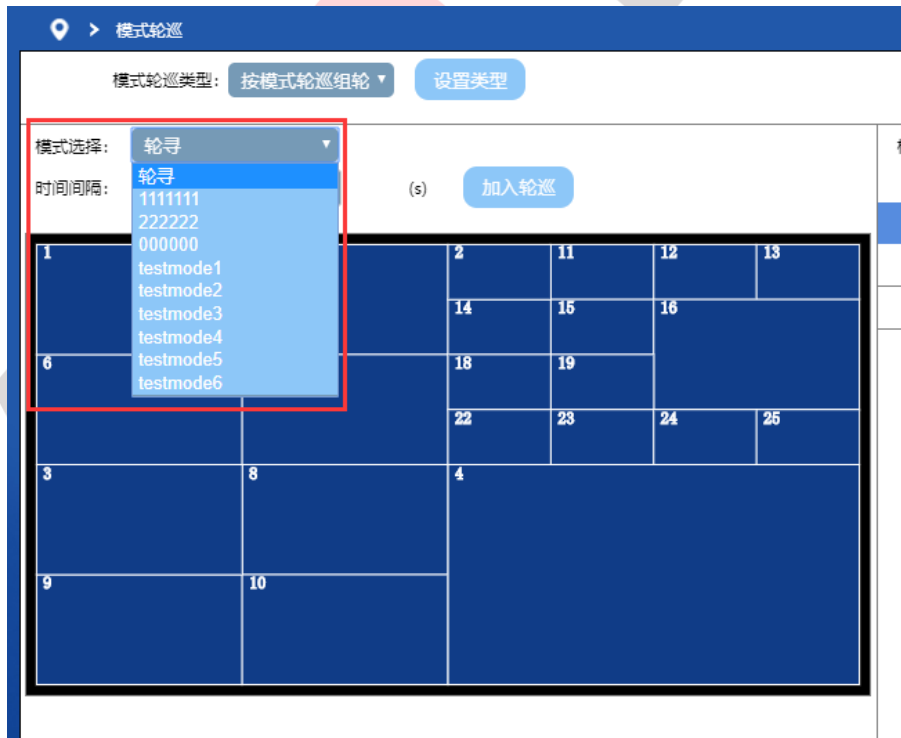 > 模式轮巡
模式轮巡类型: 按模式轮巡组轮 设置类型
模式选择: 轮寻
时间间隔: (s) 加入轮巡
轮寻
1111111
222222
000000
testmode1
testmode2
testmode3
testmode4
testmode5
testmode6
1 2 11 12 13
14 15 16
6 18 19
22 23 24 25
3 8 4
9 10